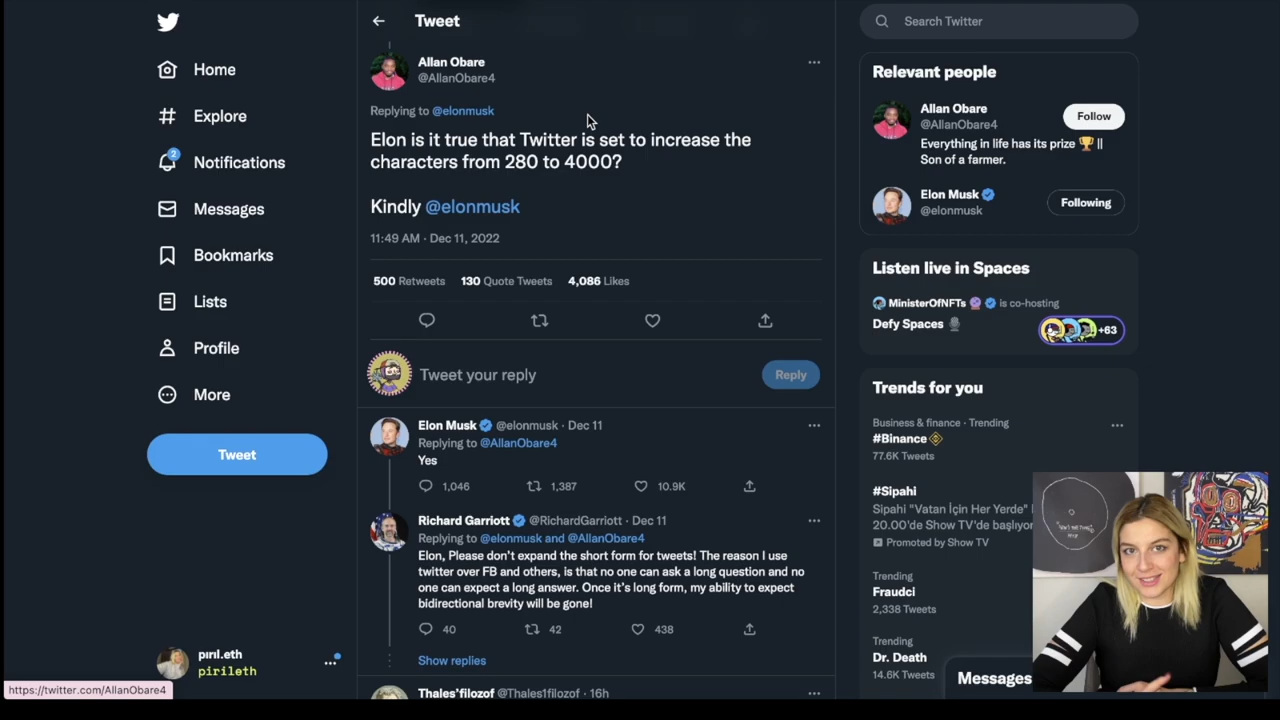 Home
Explore
2
Notifications
Messages
Bookmarks
Lists
Profile
More
Tweet
pırıl.eth
pirileth
https://twitter.com/AllanObare4
Tweet
Allan Obare
@AllanObare4
Replying to @elonmusk
Elon is it true that Twitter is set to increase the
characters from 280 to 4000?
Kindly @elonmusk
11:49 AM · Dec 11, 2022
500 Retweets 130 Quote Tweets 4,086 Likes
Tweet your reply
Reply
Elon Musk @elonmusk · Dec 11
Replying to @AllanObare4
Yes
1,046 1,387 10.9K
Richard Garriott @RichardGarriott · Dec 11
Replying to @elonmusk and @AllanObare4
Elon, Please don't expand the short form for tweets! The reason I use
twitter over FB and others, is that no one can ask a long question and no
one can expect a long answer. Once it's long form, my ability to expect
bidirectional brevity will be gone!
40 42 438
Show replies
Thales'filozof @Thales1filozof · 16h
Search Twitter
Relevant people
Allan Obare
@AllanObare4
Follow
Everything in life has its prize 🏆 ||
Son of a farmer.
Elon Musk
@elonmusk
Following
Listen live in Spaces
MinisterOfNFTs is co-hosting
Defy Spaces
+63
Trends for you
Business & finance · Trending
#Binance
77.6K Tweets
#Sipahi
Sipahi "Vatan İçin Her Yerde"
20.00'de Show TV'de başlıyor
Promoted by Show TV
Trending
Fraudci
2,338 Tweets
Trending
Dr. Death
14.6K Tweets
Messages